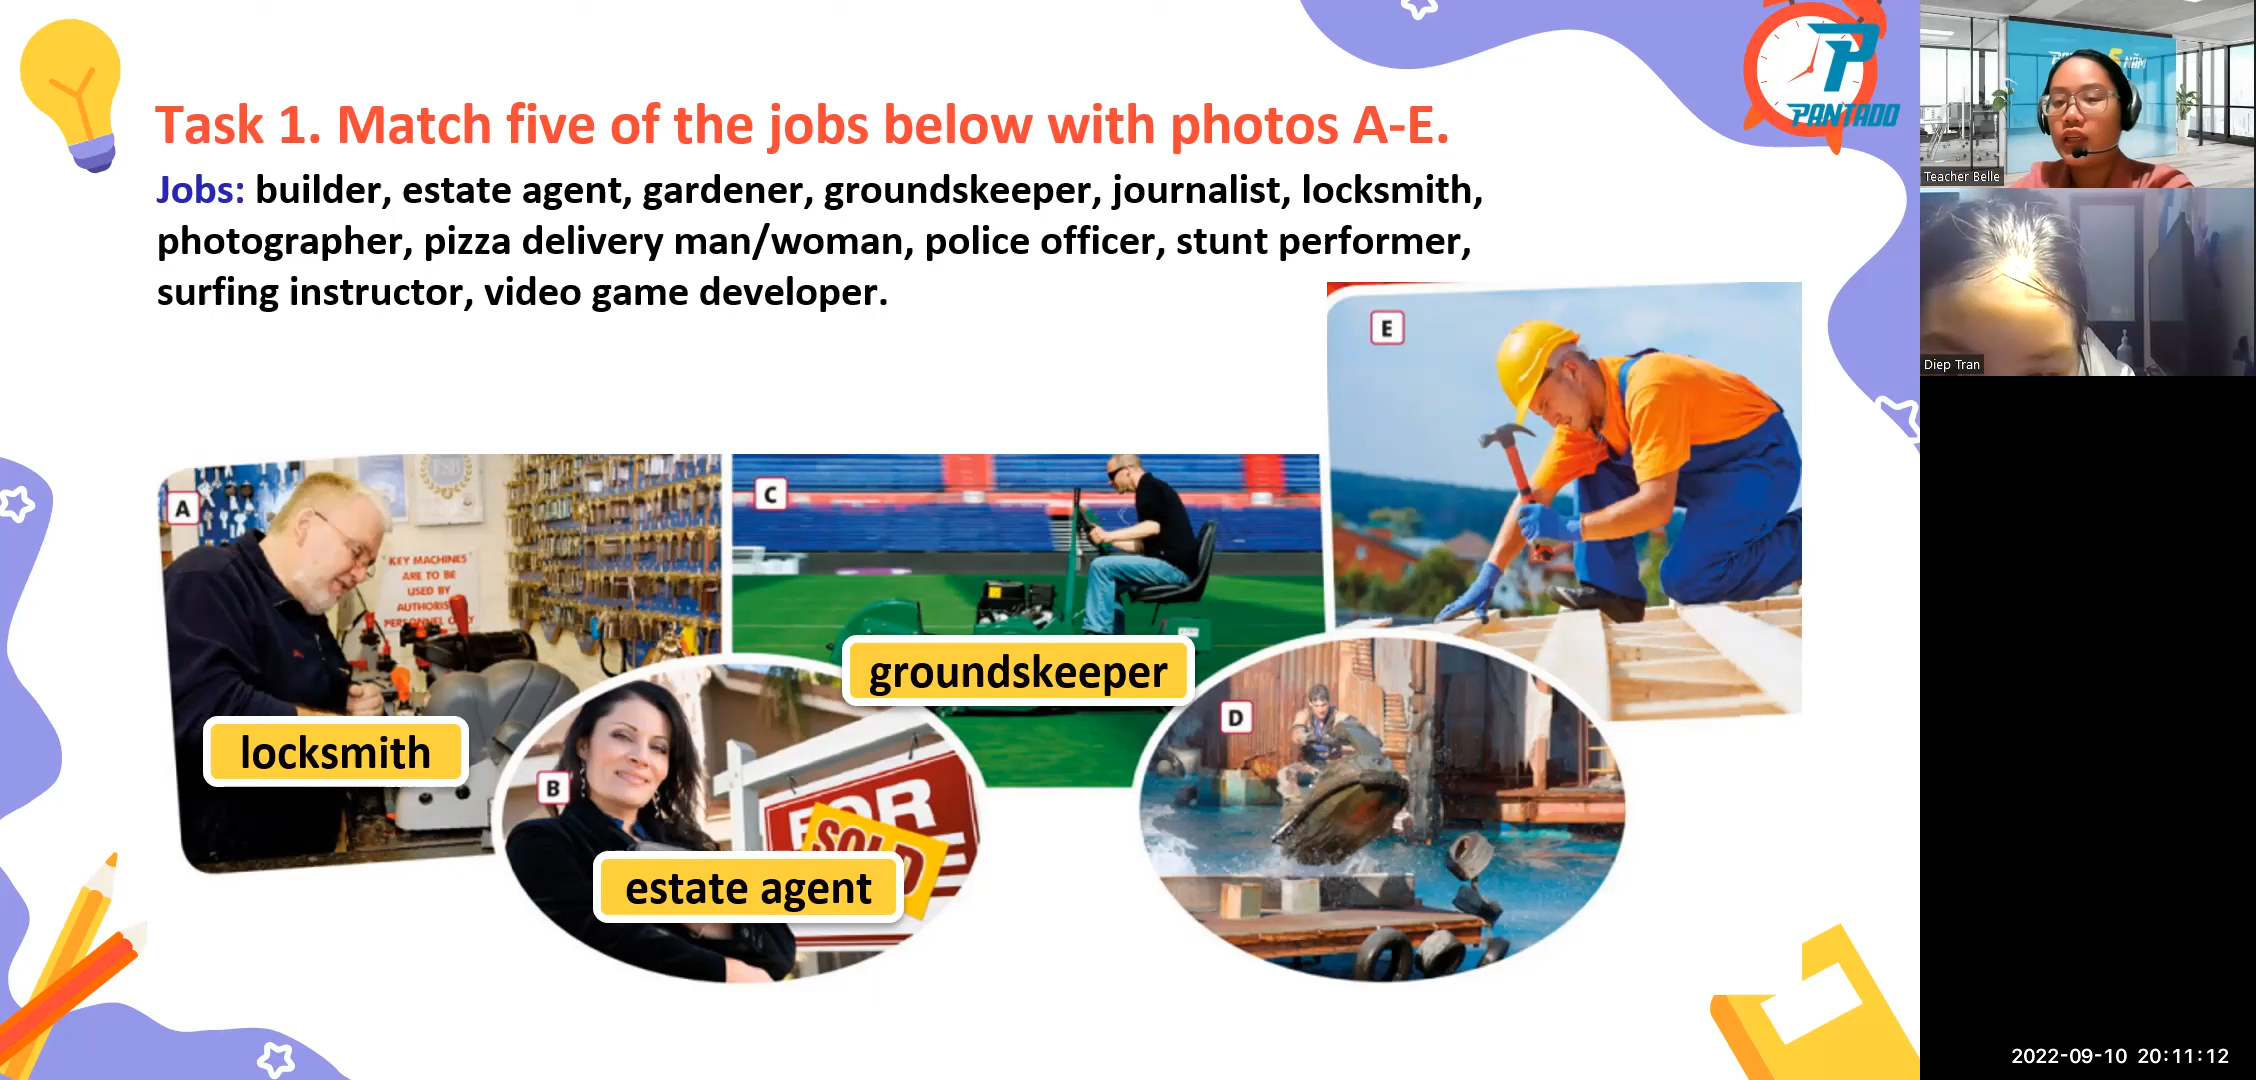 Task 1. Match five of the jobs below with photos A-E.
Jobs: builder, estate agent, gardener, groundskeeper, journalist, locksmith,
photographer, pizza delivery man/woman, police officer, stunt performer,
surfing instructor, video game developer.
PANTADO
A
KEY MACHINES
ARE TO BE
USED BY
locksmith
B
FOR
SOLD
estate agent
C
groundskeeper
D
E
Teacher Belle
Diep Tran
2022-09-10 20:11:12